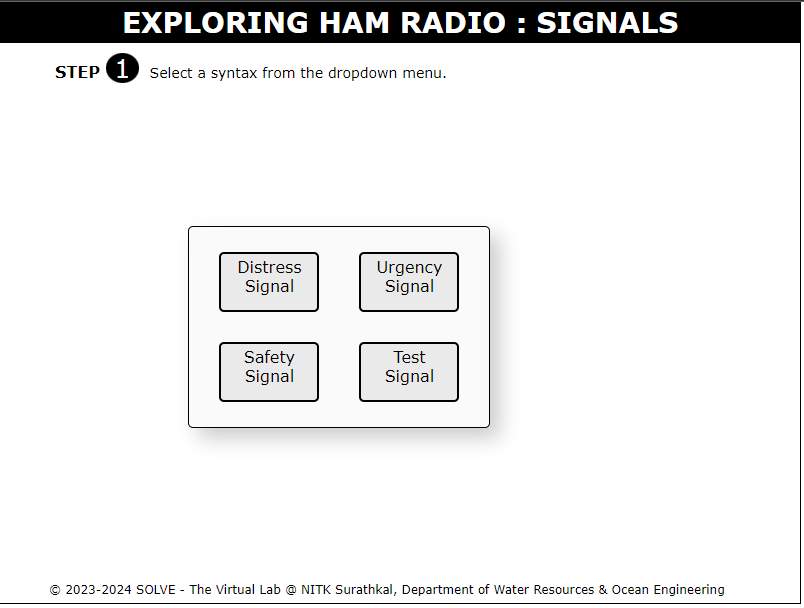 EXPLORING HAM RADIO : SIGNALS
STEP 1 Select a syntax from the dropdown menu.
Distress
Signal
Urgency
Signal
Safety
Signal
Test
Signal
© 2023-2024 SOLVE - The Virtual Lab @ NITK Surathkal, Department of Water Resources & Ocean Engineering